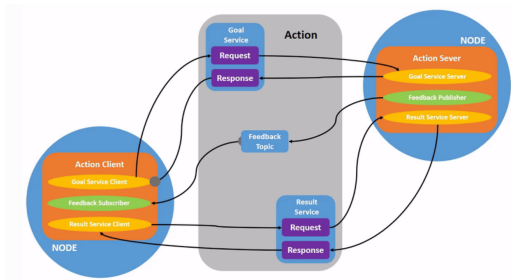 Goal
Service
Request
Response
Action
NODE
Action Sever
Goal Service Server
Feedback Publisher
Result Service Server
Feedback
Topic
Action Client
Goal Service Client
Feedback Subscriber
Result Service Client
NODE
Result
Service
Request
Response